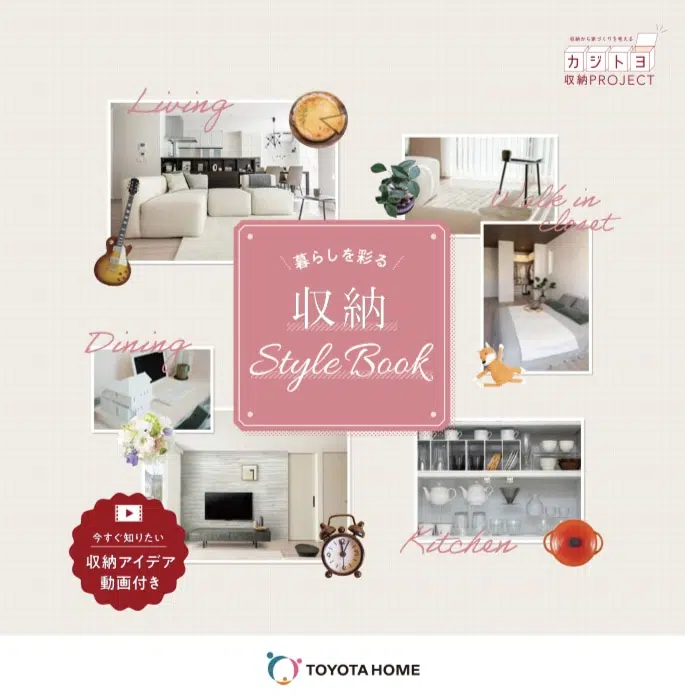 収納から家づくりを考える
カジトヨ
収納PROJECT
Living
Walk in
closet
暮らしを彩る
収納
Style Book
Dining
Kitchen
今すぐ知りたい
収納アイデア
動画付き
TOYOTA HOME